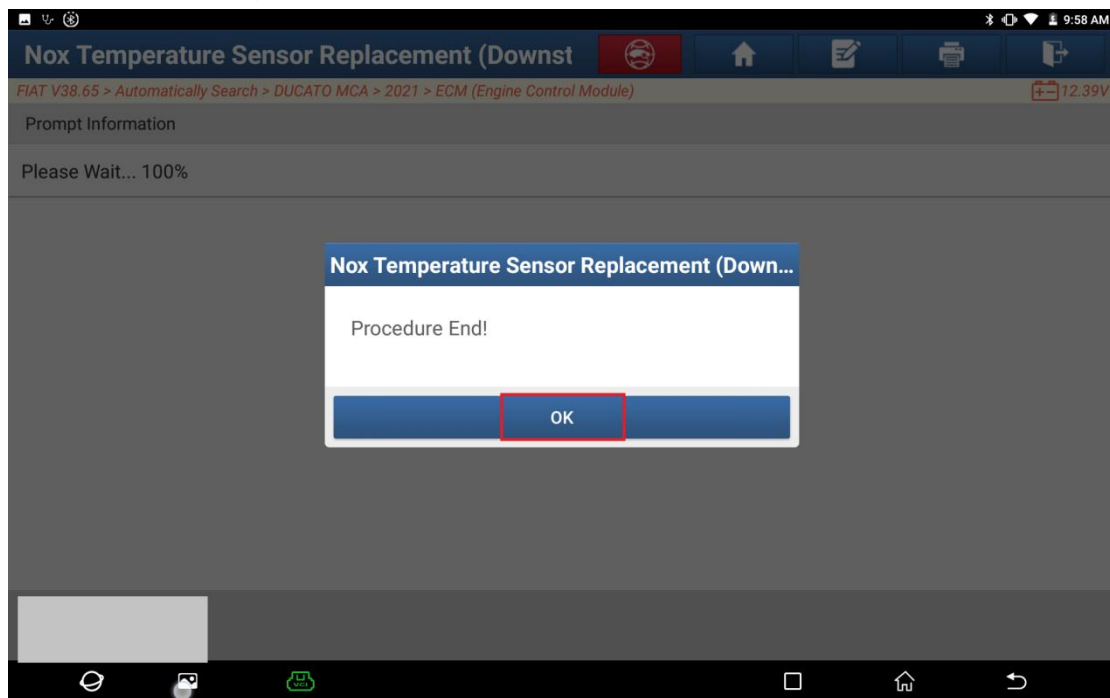 9:58 AM
Nox Temperature Sensor Replacement (Downst
FIAT V38.65 > Automatically Search > DUCATO MCA > 2021 > ECM (Engine Control Module)
12.39V
Prompt Information
Please Wait... 100%
Nox Temperature Sensor Replacement (Down...
Procedure End!
OK
VCI